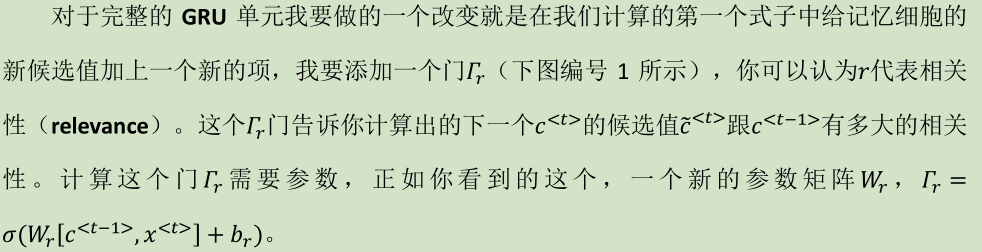 对于完整的 GRU 单元我要做的一个改变就是在我们计算的第一个式子中给记忆细胞的
新候选值加上一个新的项，我要添加一个门Γᵣ（下图编号 1 所示），你可以认为r代表相关
性（relevance）。这个Γᵣ门告诉你计算出的下一个c^{<t>}的候选值c̃^{<t>}跟c^{<t−1>}有多大的相关
性。计算这个门Γᵣ需要参数，正如你看到的这个，一个新的参数矩阵Wᵣ，Γᵣ =
σ(Wᵣ[c^{<t−1>}, x^{<t>}] + bᵣ)。